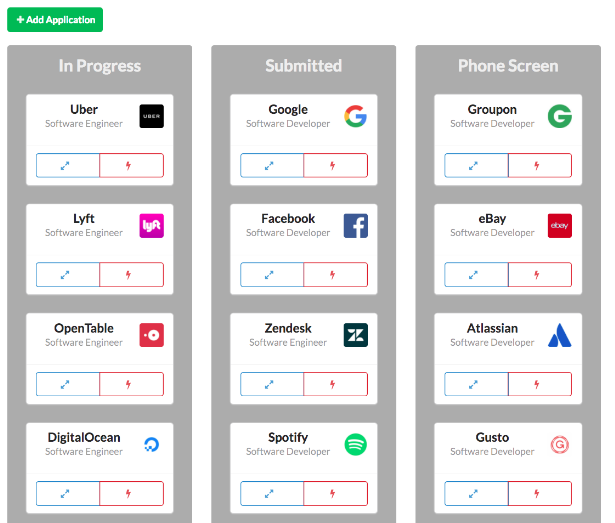 + Add Application
In Progress
Uber
Software Engineer
UBER
Lyft
Software Engineer
lyft
OpenTable
Software Engineer
DigitalOcean
Software Engineer
Submitted
Google
Software Developer
G
Facebook
Software Developer
f
Zendesk
Software Engineer
Spotify
Software Developer
Phone Screen
Groupon
Software Developer
G
eBay
Software Developer
ebay
Atlassian
Software Developer
Gusto
Software Developer
G